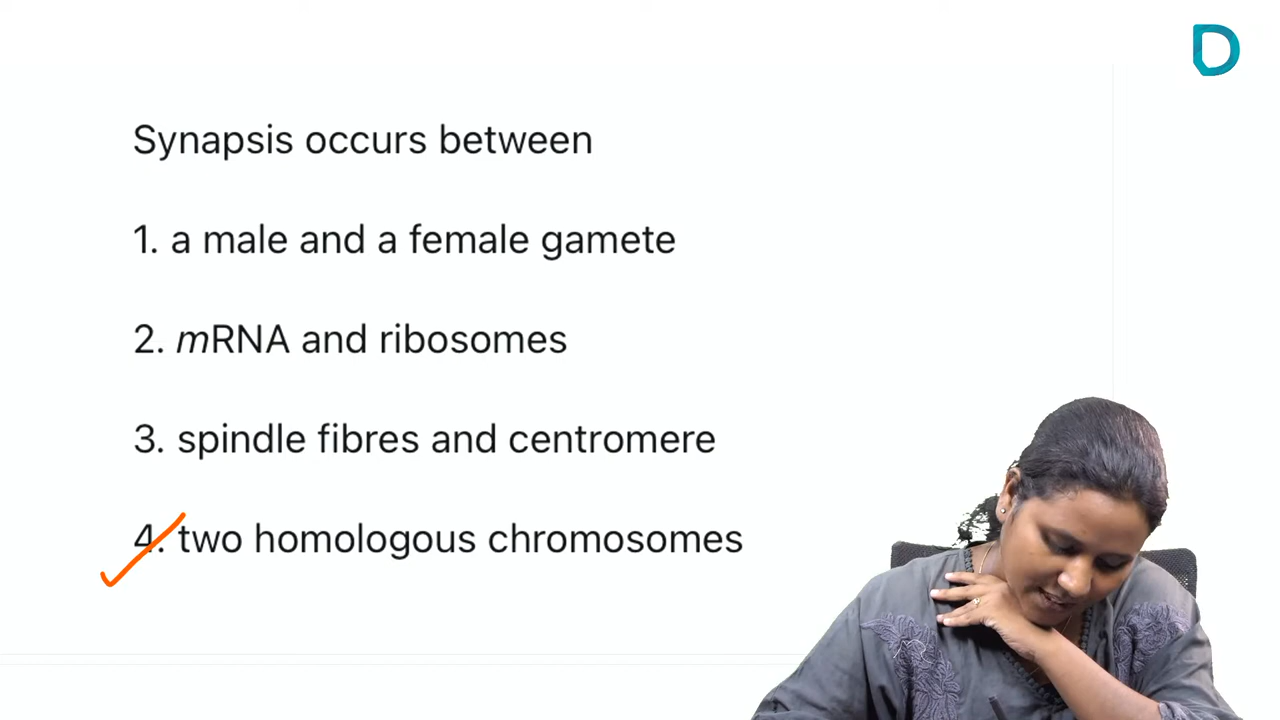 Synapsis occurs between
1. a male and a female gamete
2. mRNA and ribosomes
3. spindle fibres and centromere
4. two homologous chromosomes